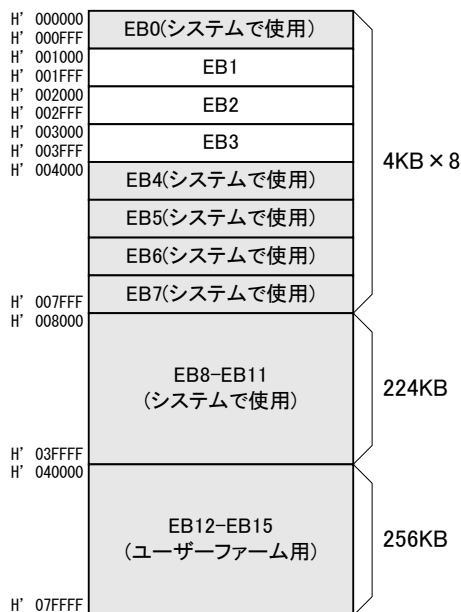 H' 000000
EB0(システムで使用)
H' 000FFF
H' 001000
EB1
H' 001FFF
H' 002000
EB2
H' 002FFF
H' 003000
EB3
H' 003FFF
H' 004000
EB4(システムで使用)
4KB×8
EB5(システムで使用)
EB6(システムで使用)
EB7(システムで使用)
H' 007FFF
H' 008000
EB8-EB11
(システムで使用)
224KB
H' 03FFFF
H' 040000
EB12-EB15
(ユーザーファーム用)
256KB
H' 07FFFF